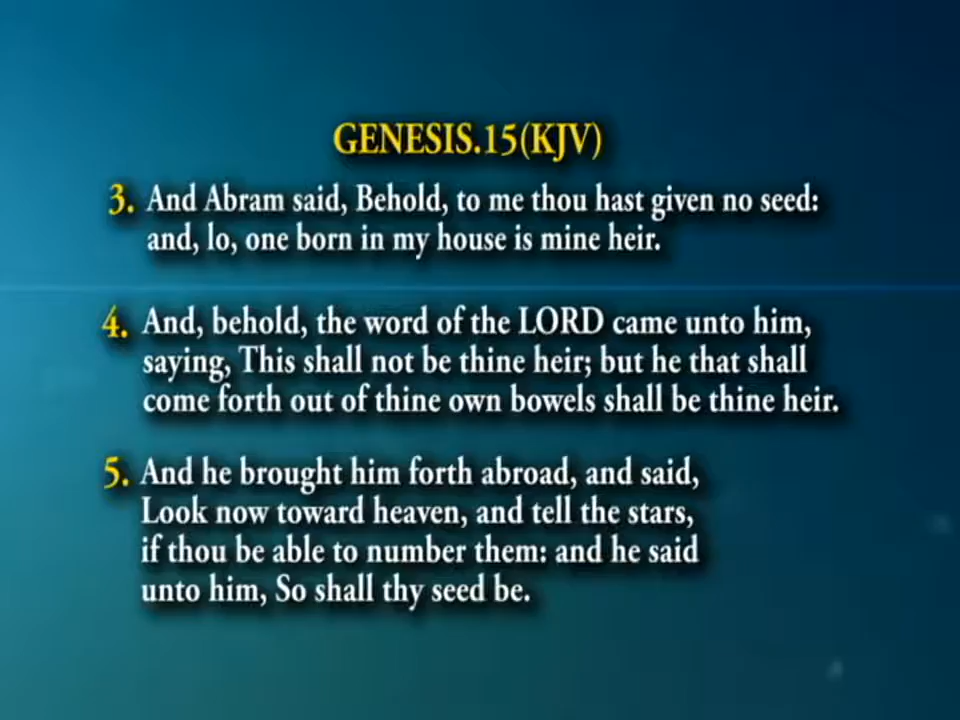 GENESIS.15(KJV)
3. And Abram said, Behold, to me thou hast given no seed:
and, lo, one born in my house is mine heir.
4. And, behold, the word of the LORD came unto him,
saying, This shall not be thine heir; but he that shall
come forth out of thine own bowels shall be thine heir.
5. And he brought him forth abroad, and said,
Look now toward heaven, and tell the stars,
if thou be able to number them: and he said
unto him, So shall thy seed be.